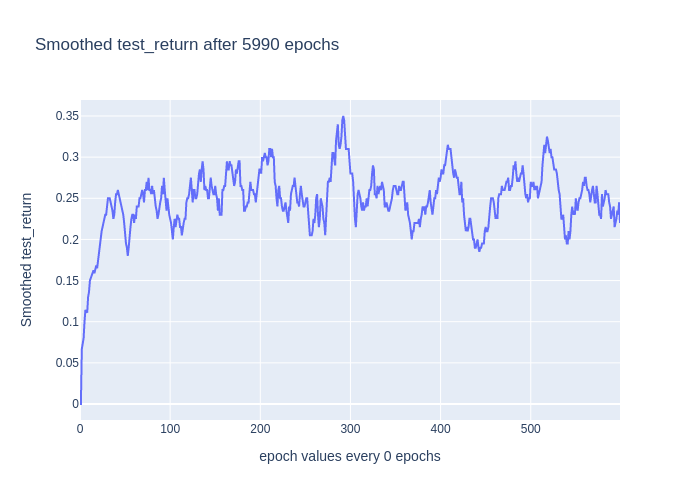 Smoothed test_return after 5990 epochs
0.35
0.3
0.25
0.2
0.15
0.1
0.05
0
Smoothed test_return
0 100 200 300 400 500
epoch values every 0 epochs